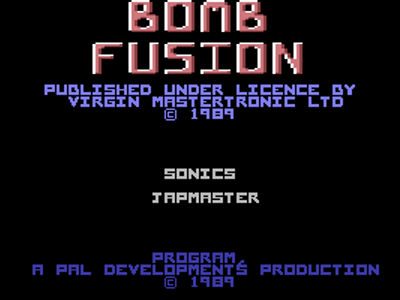 BOMB
FUSION
PUBLISHED UNDER LICENCE BY
VIRGIN MASTERTRONIC LTD
© 1989
SONICS
JAPMASTER
PROGRAM,
A PAL DEVELOPMENTS PRODUCTION
© 1989